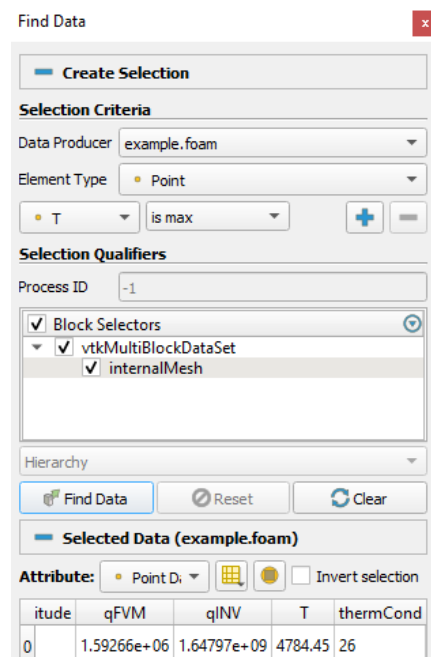 Find Data
x
Create Selection
Selection Criteria
Data Producer example.foam
Element Type Point
T is max
Selection Qualifiers
Process ID -1
Block Selectors
vtkMultiBlockDataSet
internalMesh
Hierarchy
Find Data Reset Clear
Selected Data (example.foam)
Attribute: Point Da Invert selection
itude qFVM qINV T thermCond
0 1.59266e+06 1.64797e+09 4784.45 26